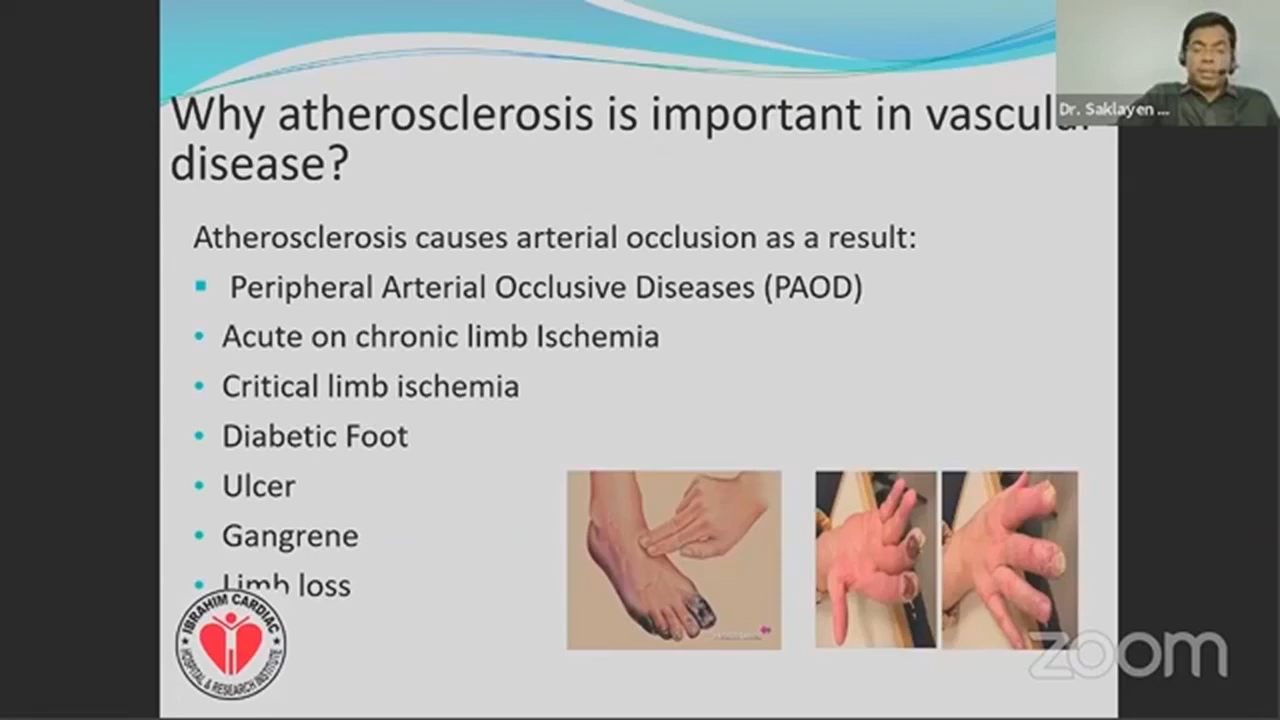 Why atherosclerosis is important in vascular
disease?
Dr. Saklayen ...
Atherosclerosis causes arterial occlusion as a result:
Peripheral Arterial Occlusive Diseases (PAOD)
Acute on chronic limb Ischemia
Critical limb ischemia
Diabetic Foot
Ulcer
Gangrene
Limb loss
IBRAHIM CARDIAC
HOSPITAL & RESEARCH INSTITUTE
zoom